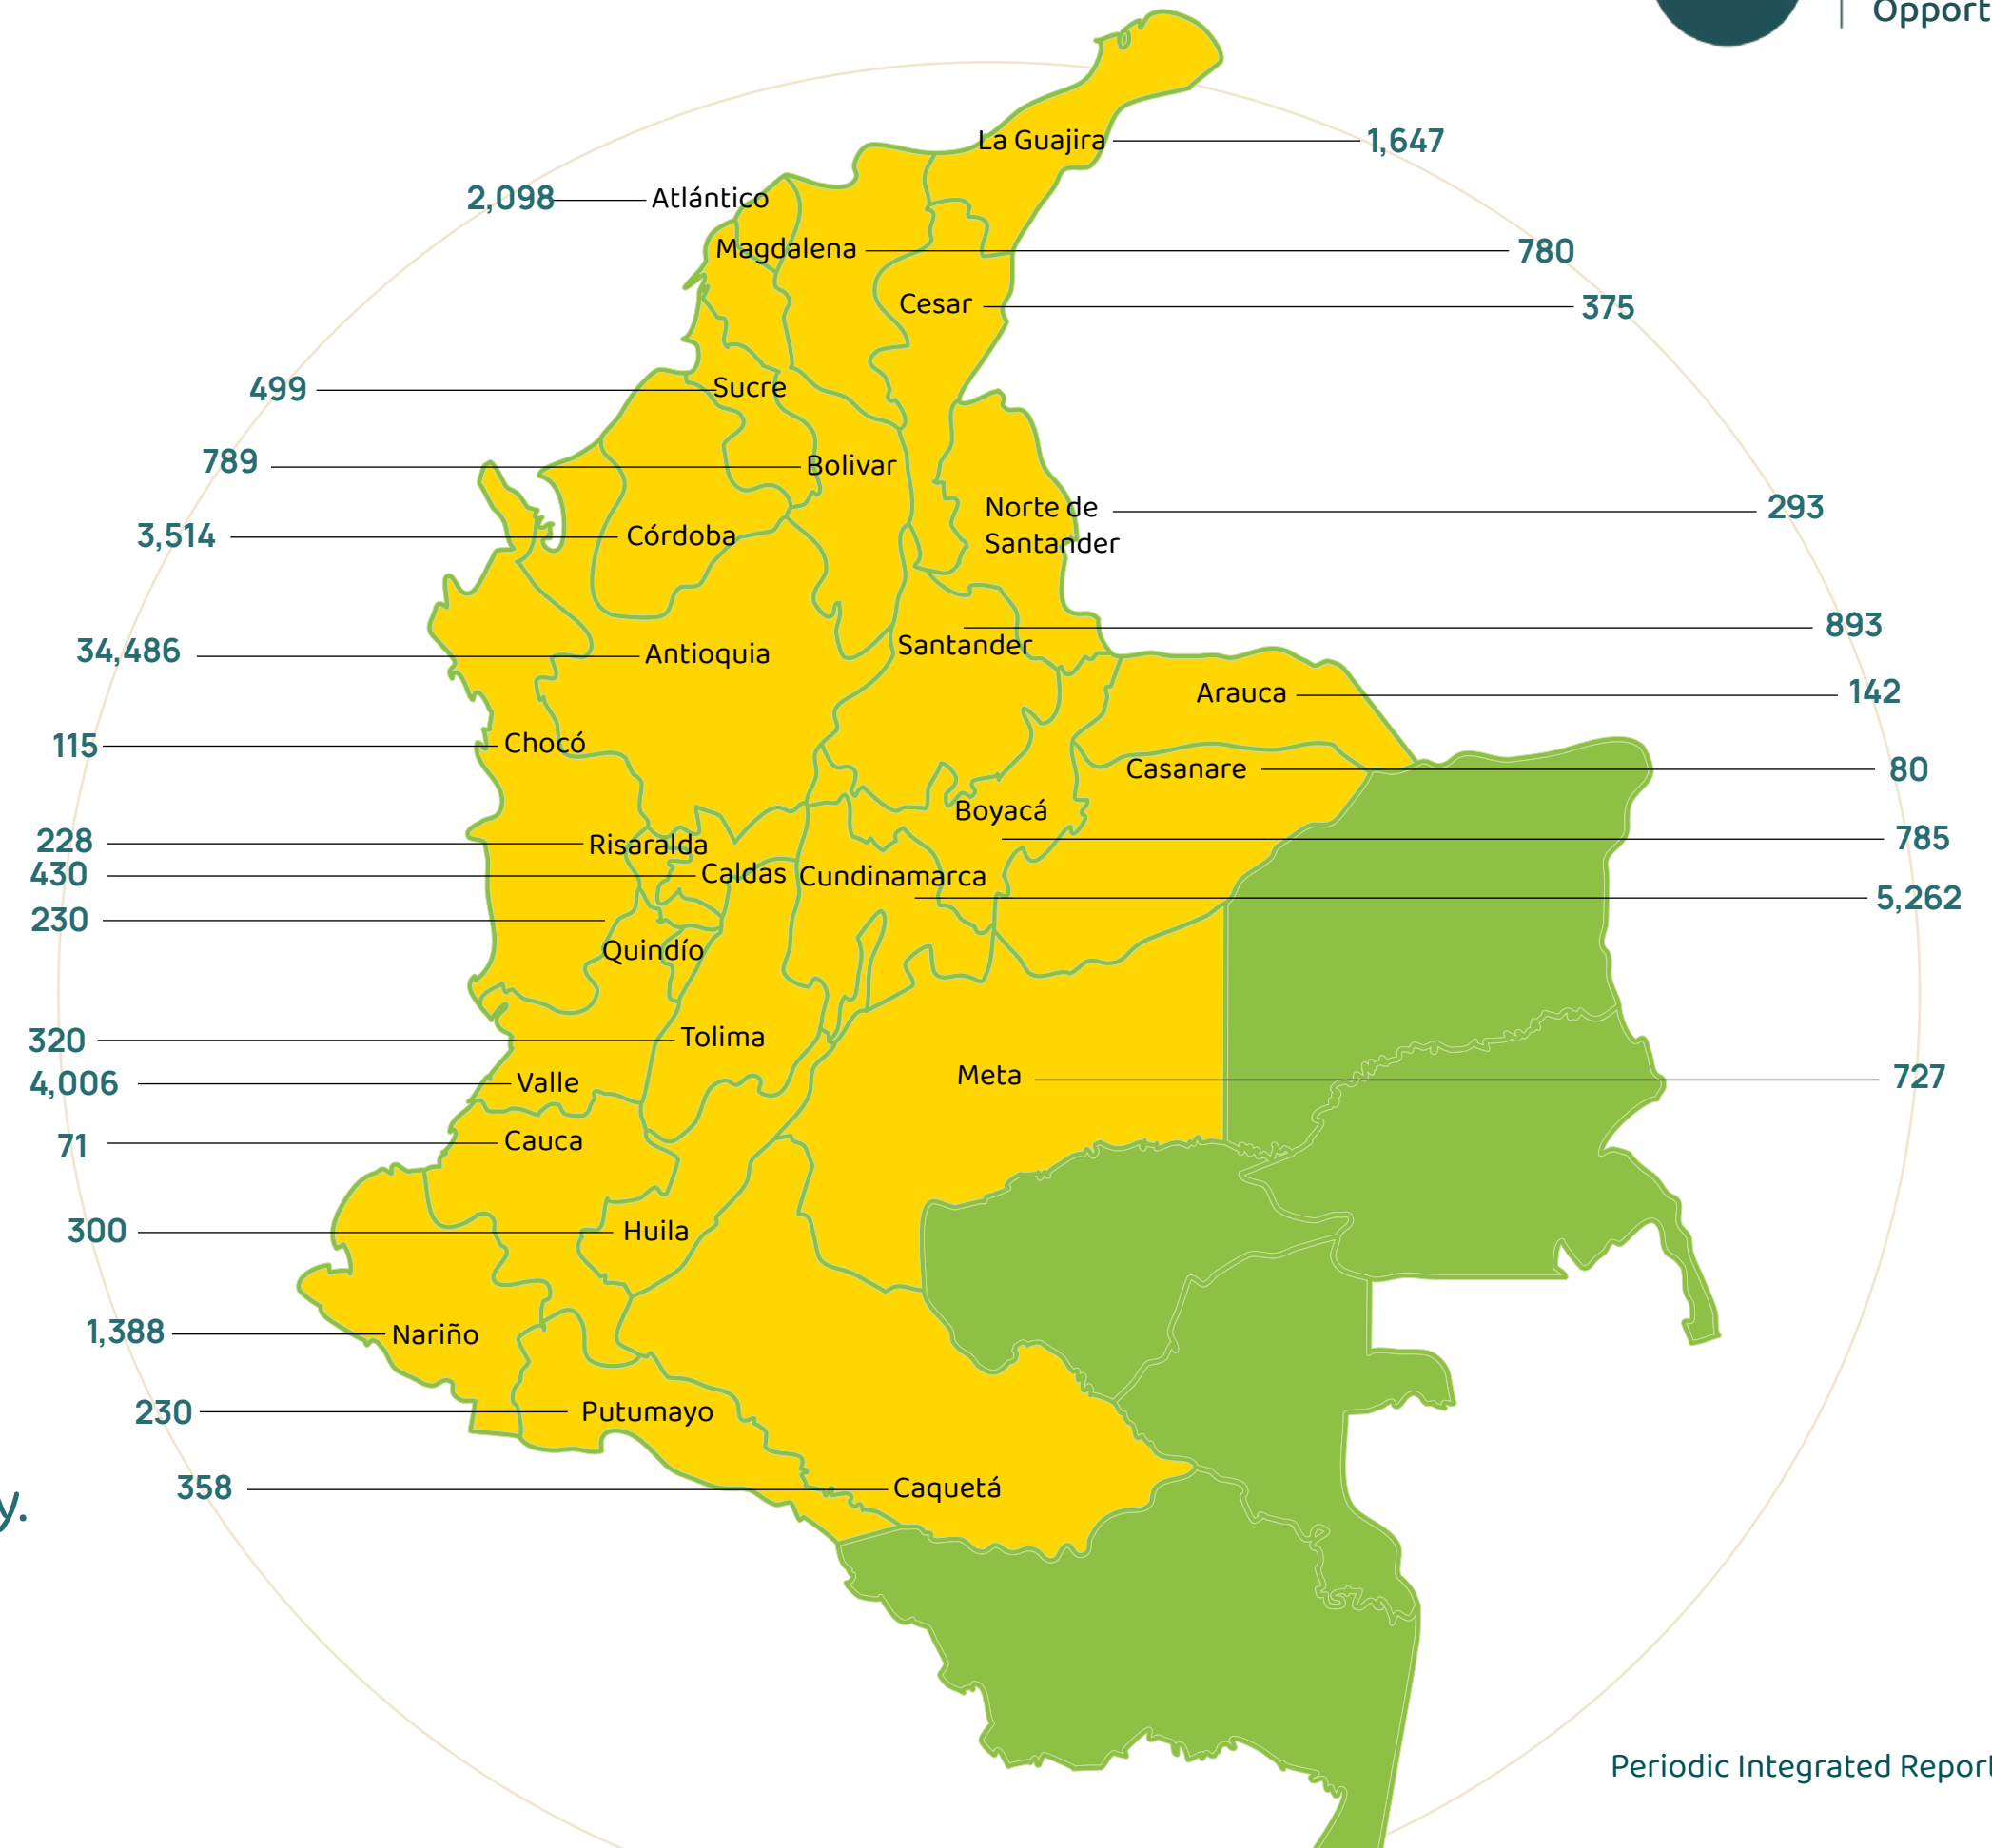 Opport
La Guajira 1,647
2,098 Atlántico
Magdalena 780
Cesar 375
499 Sucre
789 Bolivar
Norte de
Santander
293
3,514 Córdoba
893
Santander
34,486 Antioquia
Arauca 142
115 Chocó
Casanare 80
Boyacá
785
228 Risaralda
430 Caldas
Cundinamarca
5,262
230
Quindío
320 Tolima
Meta 727
4,006 Valle
71 Cauca
300 Huila
1,388 Nariño
230 Putumayo
358 Caquetá
y.
Periodic Integrated Report